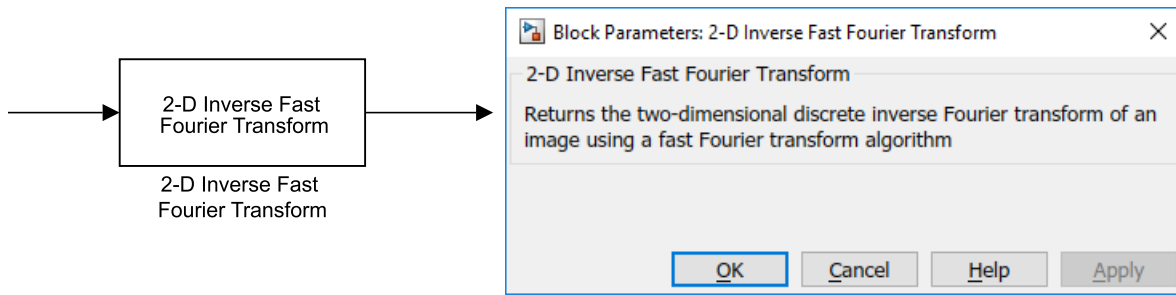 2-D Inverse Fast
Fourier Transform
2-D Inverse Fast
Fourier Transform
Block Parameters: 2-D Inverse Fast Fourier Transform
2-D Inverse Fast Fourier Transform
Returns the two-dimensional discrete inverse Fourier transform of an
image using a fast Fourier transform algorithm
OK Cancel Help Apply